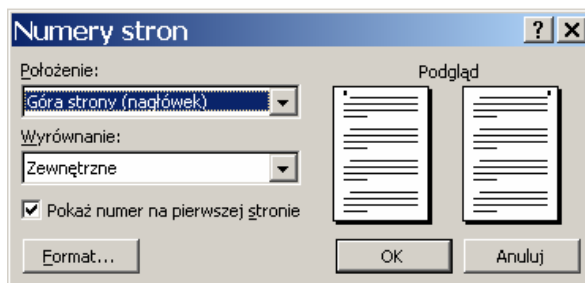 Numery stron
Położenie:
Góra strony (nagłówek)
Wyrównanie:
Zewnętrzne
Pokaż numer na pierwszej stronie
Format...
Podgląd
OK
Anuluj